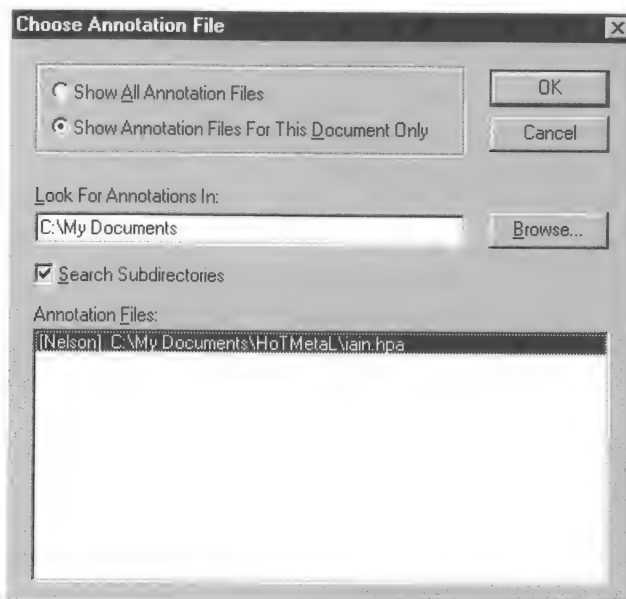 Choose Annotation File
Show All Annotation Files
Show Annotation Files For This Document Only
OK
Cancel
Look For Annotations In:
C:\My Documents
Browse...
Search Subdirectories
Annotation Files:
[Nelson] C:\My Documents\HoTMetaL\iain.hpa